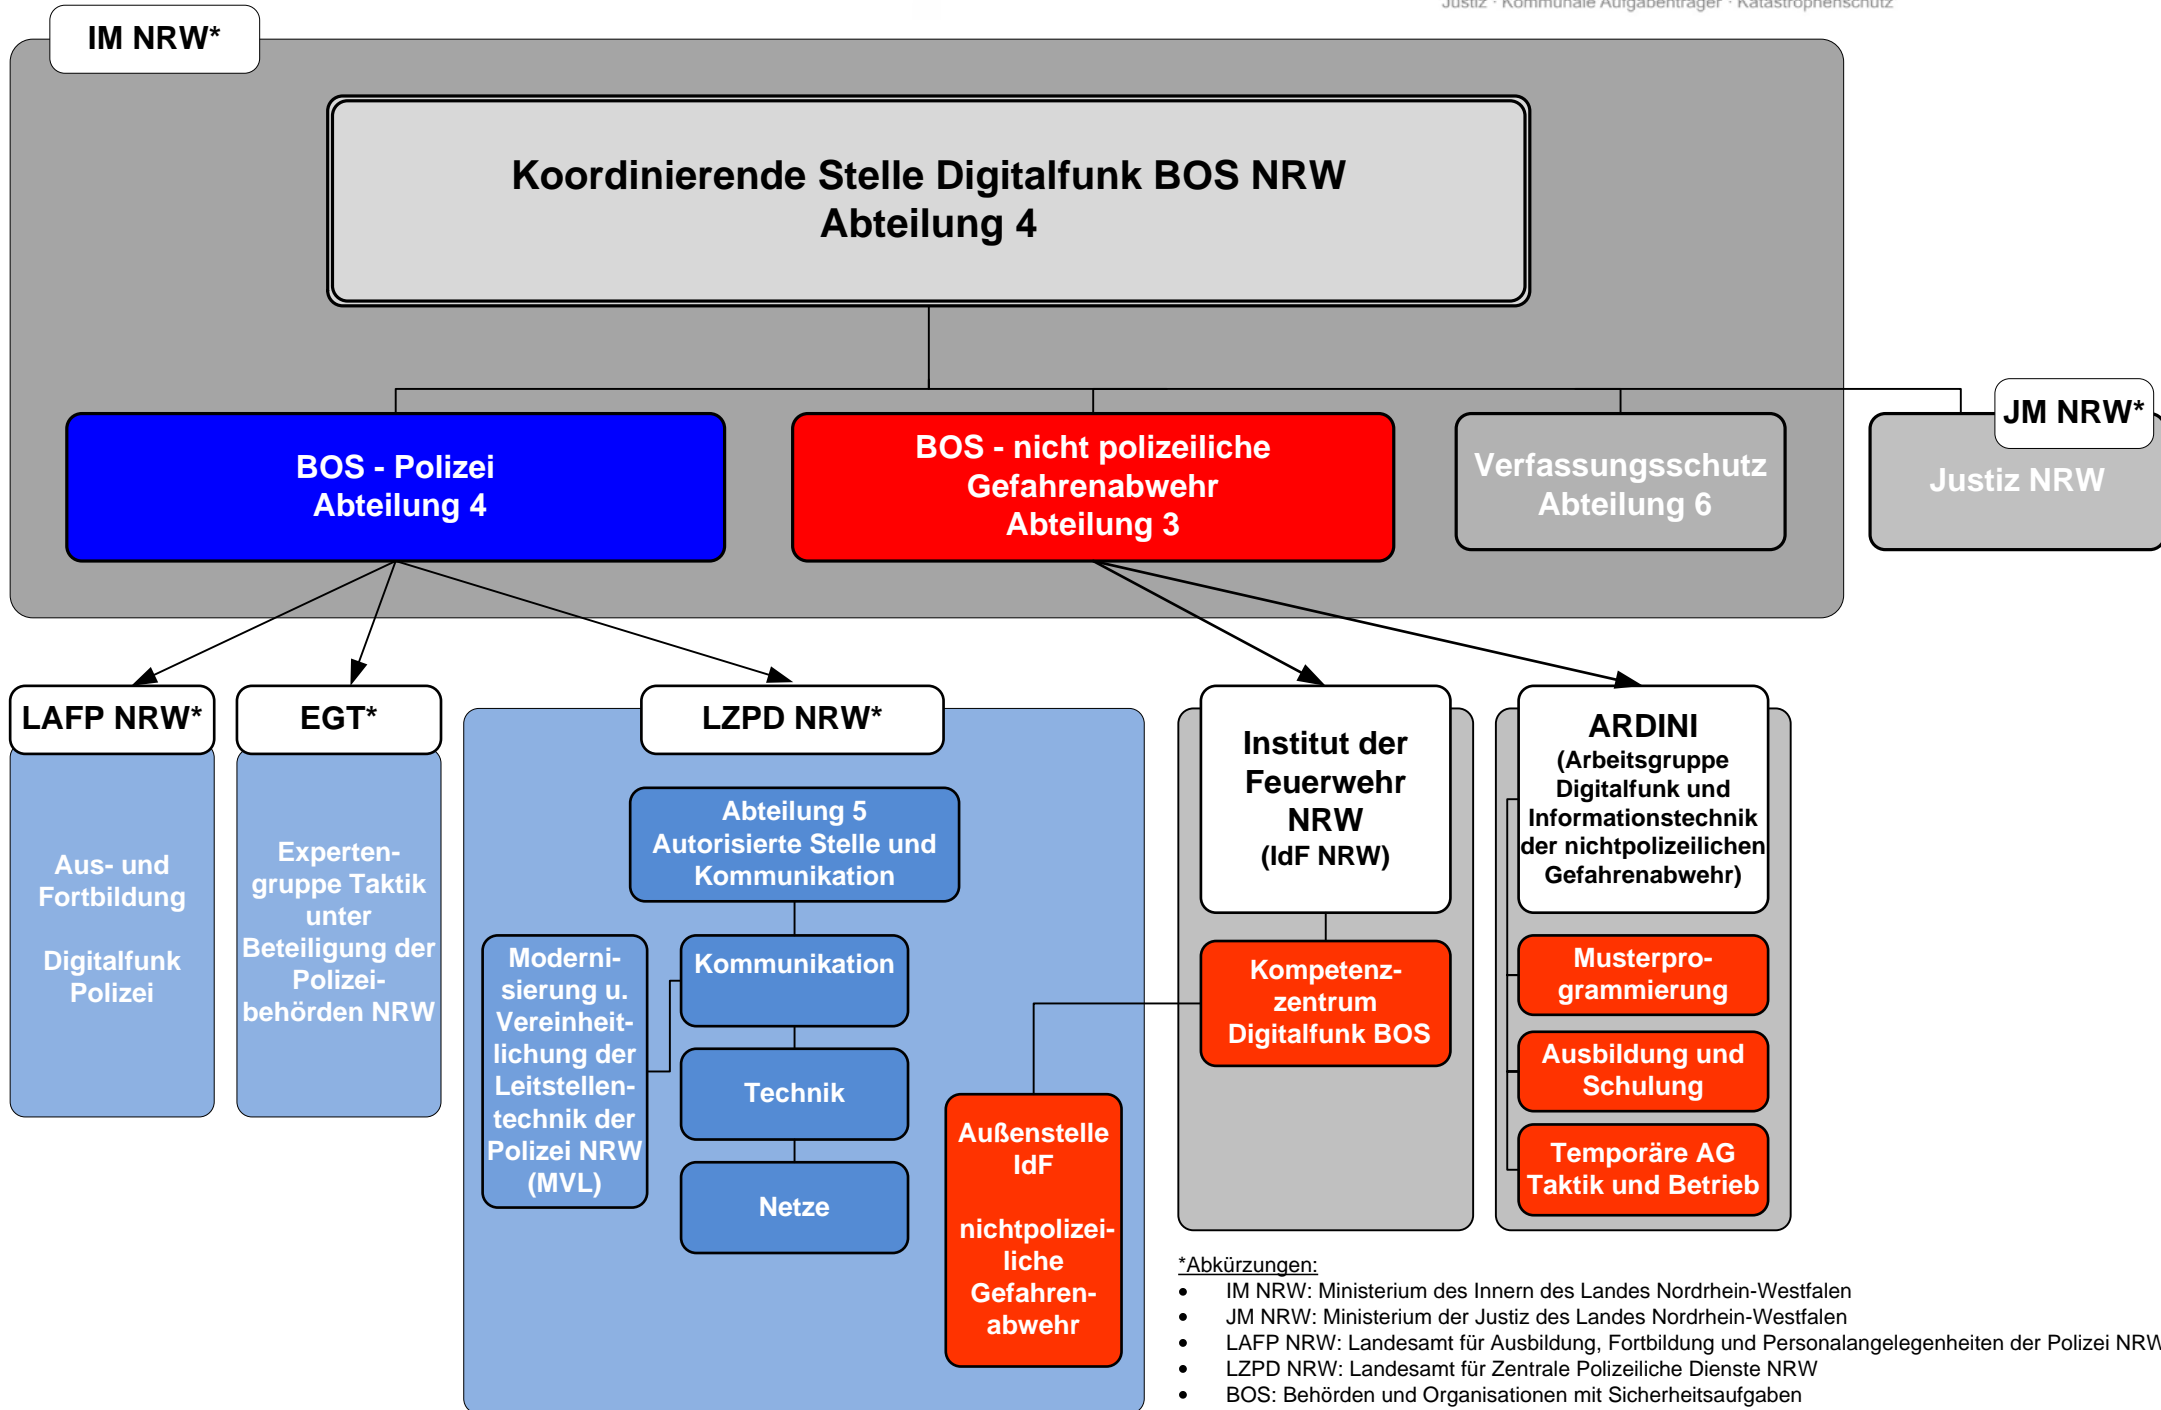 Justiz · Kommunale Aufgabenträger · Katastrophenschutz
IM NRW*
Koordinierende Stelle Digitalfunk BOS NRW
Abteilung 4
BOS - Polizei
Abteilung 4
BOS - nicht polizeiliche
Gefahrenabwehr
Abteilung 3
Verfassungsschutz
Abteilung 6
JM NRW*
Justiz NRW
LAFP NRW*
Aus- und
Fortbildung
Digitalfunk
Polizei
EGT*
Experten-
gruppe Taktik
unter
Beteiligung der
Polizei-
behörden NRW
LZPD NRW*
Abteilung 5
Autorisierte Stelle und
Kommunikation
Moderni-
sierung u.
Vereinheit-
lichung der
Leitstellen-
technik der
Polizei NRW
(MVL)
Kommunikation
Technik
Netze
Außenstelle
IdF
nichtpolizei-
liche
Gefahren-
abwehr
Institut der
Feuerwehr
NRW
(IdF NRW)
Kompetenz-
zentrum
Digitalfunk BOS
ARDINI
(Arbeitsgruppe
Digitalfunk und
Informationstechnik
der nichtpolizeilichen
Gefahrenabwehr)
Musterpro-
grammierung
Ausbildung und
Schulung
Temporäre AG
Taktik und Betrieb
*Abkürzungen:
• IM NRW: Ministerium des Innern des Landes Nordrhein-Westfalen
• JM NRW: Ministerium der Justiz des Landes Nordrhein-Westfalen
• LAFP NRW: Landesamt für Ausbildung, Fortbildung und Personalangelegenheiten der Polizei NRW
• LZPD NRW: Landesamt für Zentrale Polizeiliche Dienste NRW
• BOS: Behörden und Organisationen mit Sicherheitsaufgaben